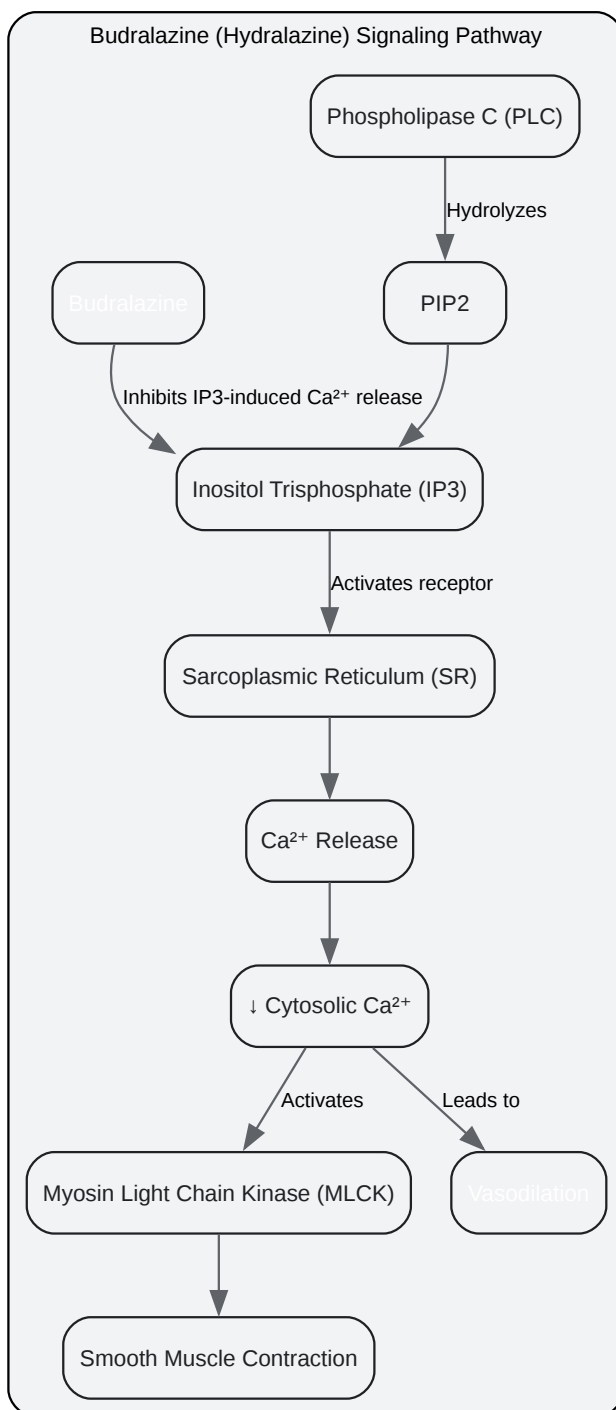 Budralazine (Hydralazine) Signaling Pathway
Phospholipase C (PLC)
Hydrolyzes
Budralazine
PIP2
Inhibits IP3-induced Ca²⁺ release
Inositol Trisphosphate (IP3)
Activates receptor
Sarcoplasmic Reticulum (SR)
Ca²⁺ Release
↓ Cytosolic Ca²⁺
Activates
Leads to
Myosin Light Chain Kinase (MLCK)
Vasodilation
Smooth Muscle Contraction